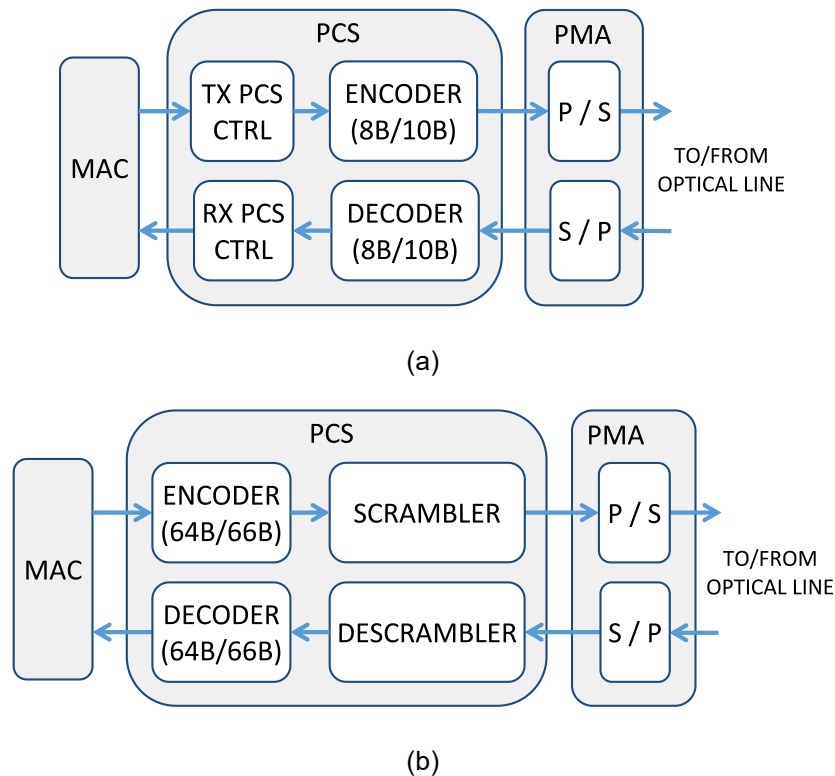 PCS
PMA
MAC
TX PCS
CTRL
ENCODER
(8B/10B)
P / S
TO/FROM
OPTICAL LINE
RX PCS
CTRL
DECODER
(8B/10B)
S / P
(a)
PCS
PMA
MAC
ENCODER
(64B/66B)
SCRAMBLER
P / S
TO/FROM
OPTICAL LINE
DECODER
(64B/66B)
DESCRAMBLER
S / P
(b)